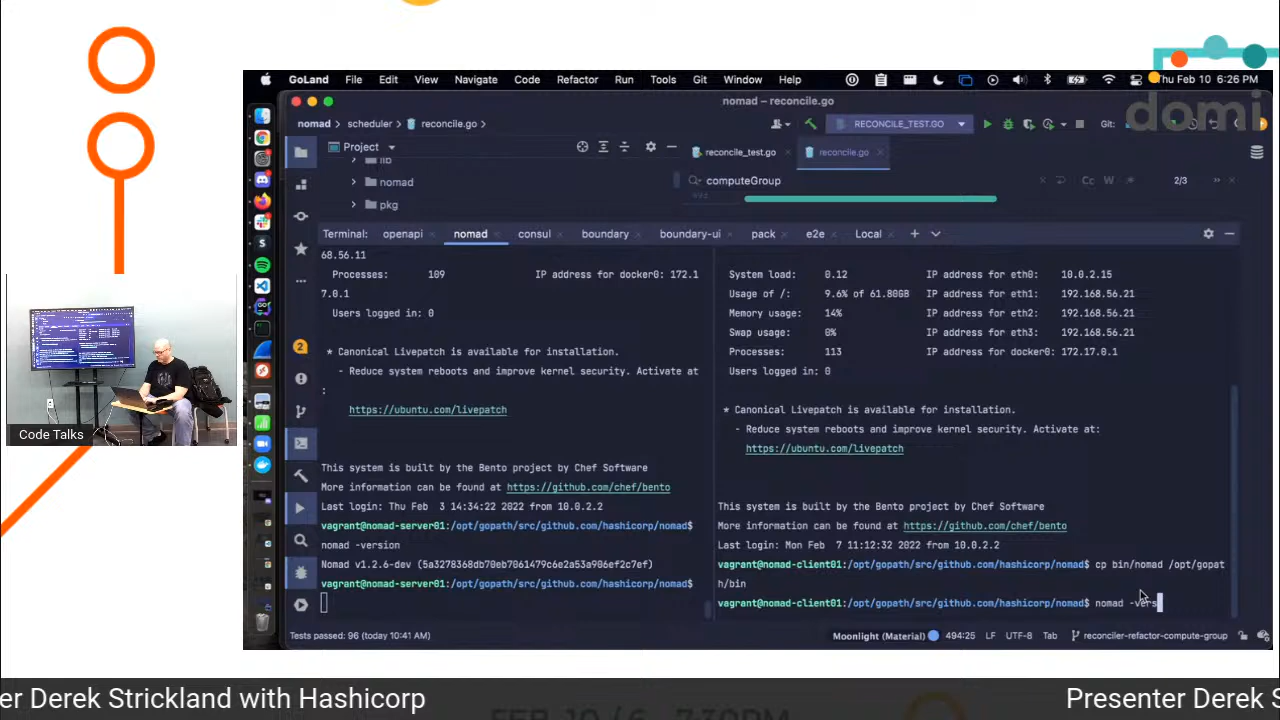 GoLand File Edit View Navigate Code Refactor Run Tools Git Window Help
Thu Feb 10 6:26 PM
nomad – reconcile.go
domi
nomad scheduler reconcile.go
RECONCILE_TEST.GO
Git:
Project
reconcile_test.go
reconcile.go
lib
nomad
pkg
computeGroup
Cc W
2/3
Terminal: openapi nomad consul boundary boundary-ui pack e2e Local
68.56.11
Processes: 109 IP address for docker0: 172.1
7.0.1
Users logged in: 0
* Canonical Livepatch is available for installation.
- Reduce system reboots and improve kernel security. Activate at
:
https://ubuntu.com/livepatch
This system is built by the Bento project by Chef Software
More information can be found at https://github.com/chef/bento
Last login: Thu Feb 3 14:34:22 2022 from 10.0.2.2
vagrant@nomad-server01:/opt/gopath/src/github.com/hashicorp/nomad$
nomad -version
Nomad v1.2.6-dev (5a3278368db70eb7061479c6e2a53a906ef2c7ef)
vagrant@nomad-server01:/opt/gopath/src/github.com/hashicorp/nomad$
System load: 0.12 IP address for eth0: 10.0.2.15
Usage of /: 9.6% of 61.80GB IP address for eth1: 192.168.56.21
Memory usage: 14% IP address for eth2: 192.168.56.21
Swap usage: 0% IP address for eth3: 192.168.56.21
Processes: 113 IP address for docker0: 172.17.0.1
Users logged in: 0
* Canonical Livepatch is available for installation.
- Reduce system reboots and improve kernel security. Activate at:
https://ubuntu.com/livepatch
This system is built by the Bento project by Chef Software
More information can be found at https://github.com/chef/bento
Last login: Mon Feb 7 11:12:32 2022 from 10.0.2.2
vagrant@nomad-client01:/opt/gopath/src/github.com/hashicorp/nomad$ cp bin/nomad /opt/gopat
h/bin
vagrant@nomad-client01:/opt/gopath/src/github.com/hashicorp/nomad$ nomad -vers
Tests passed: 96 (today 10:41 AM)
Moonlight (Material) 494:25 LF UTF-8 Tab reconciler-refactor-compute-group
Code Talks
er Derek Strickland with Hashicorp
Presenter Derek S